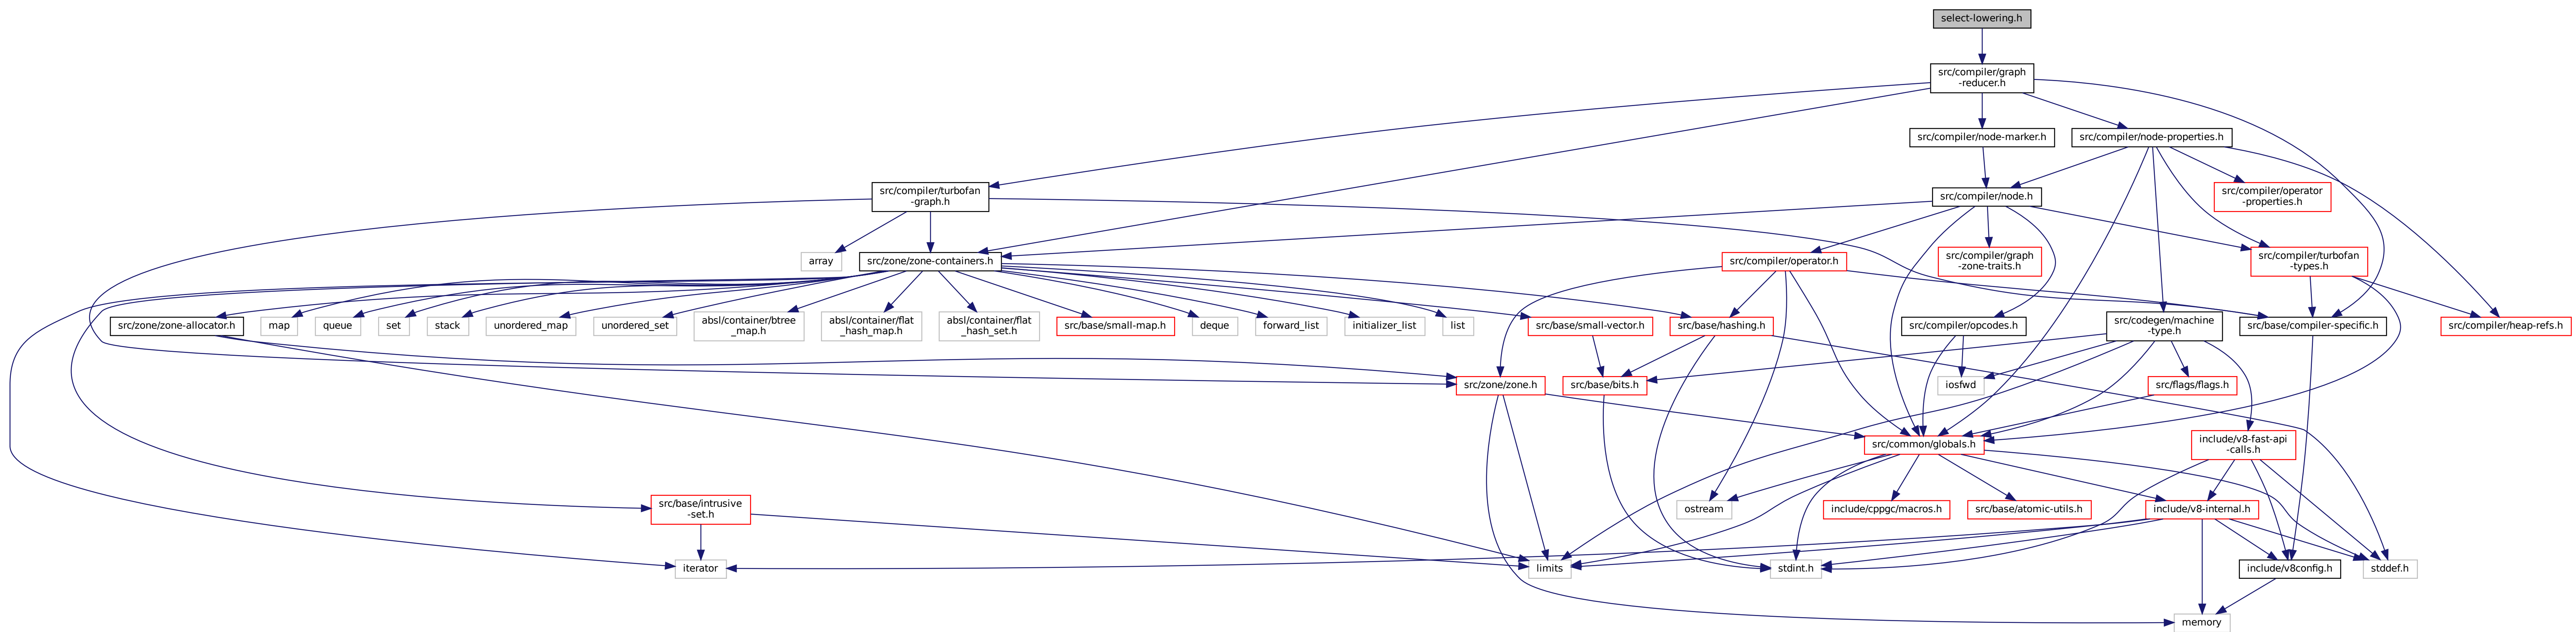 select-lowering.h
src/compiler/graph
-reducer.h
src/compiler/node-marker.h
src/compiler/node-properties.h
src/compiler/turbofan
-graph.h
src/compiler/node.h
src/compiler/operator
-properties.h
array
src/zone/zone-containers.h
src/compiler/operator.h
src/compiler/graph
-zone-traits.h
src/compiler/turbofan
-types.h
src/zone/zone-allocator.h
map
queue
set
stack
unordered_map
unordered_set
absl/container/btree
_map.h
absl/container/flat
_hash_map.h
absl/container/flat
_hash_set.h
src/base/small-map.h
deque
forward_list
initializer_list
list
src/base/small-vector.h
src/base/hashing.h
src/compiler/opcodes.h
src/codegen/machine
-type.h
src/base/compiler-specific.h
src/compiler/heap-refs.h
src/zone/zone.h
src/base/bits.h
iosfwd
src/flags/flags.h
src/common/globals.h
include/v8-fast-api
-calls.h
src/base/intrusive
-set.h
ostream
include/cppgc/macros.h
src/base/atomic-utils.h
include/v8-internal.h
iterator
limits
stdint.h
include/v8config.h
stddef.h
memory